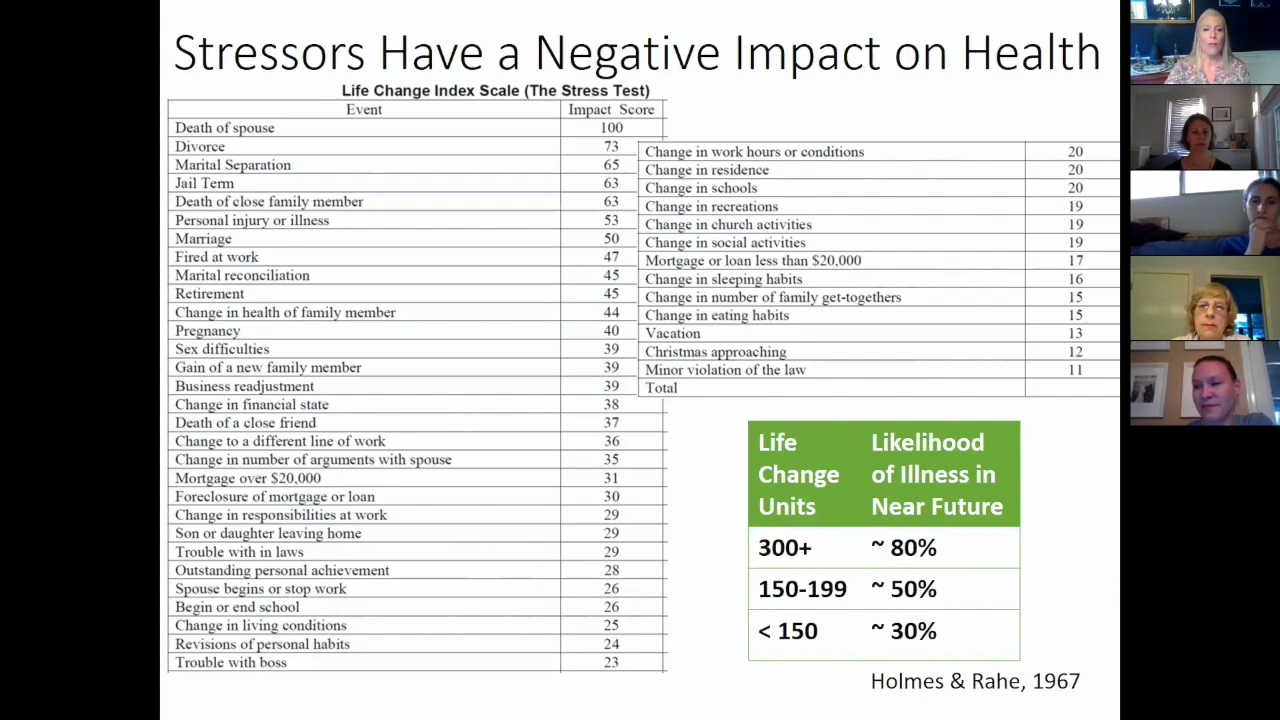 Stressors Have a Negative Impact on Health
Life Change Index Scale (The Stress Test)
Event Impact Score
Death of spouse 100
Divorce 73
Marital Separation 65
Jail Term 63
Death of close family member 63
Personal injury or illness 53
Marriage 50
Fired at work 47
Marital reconciliation 45
Retirement 45
Change in health of family member 44
Pregnancy 40
Sex difficulties 39
Gain of a new family member 39
Business readjustment 39
Change in financial state 38
Death of a close friend 37
Change to a different line of work 36
Change in number of arguments with spouse 35
Mortgage over $20,000 31
Foreclosure of mortgage or loan 30
Change in responsibilities at work 29
Son or daughter leaving home 29
Trouble with in laws 29
Outstanding personal achievement 28
Spouse begins or stop work 26
Begin or end school 26
Change in living conditions 25
Revisions of personal habits 24
Trouble with boss 23
Change in work hours or conditions 20
Change in residence 20
Change in schools 20
Change in recreations 19
Change in church activities 19
Change in social activities 19
Mortgage or loan less than $20,000 17
Change in sleeping habits 16
Change in number of family get-togethers 15
Change in eating habits 15
Vacation 13
Christmas approaching 12
Minor violation of the law 11
Total
Life Likelihood
Change of Illness in
Units Near Future
300+ ~ 80%
150-199 ~ 50%
< 150 ~ 30%
Holmes & Rahe, 1967